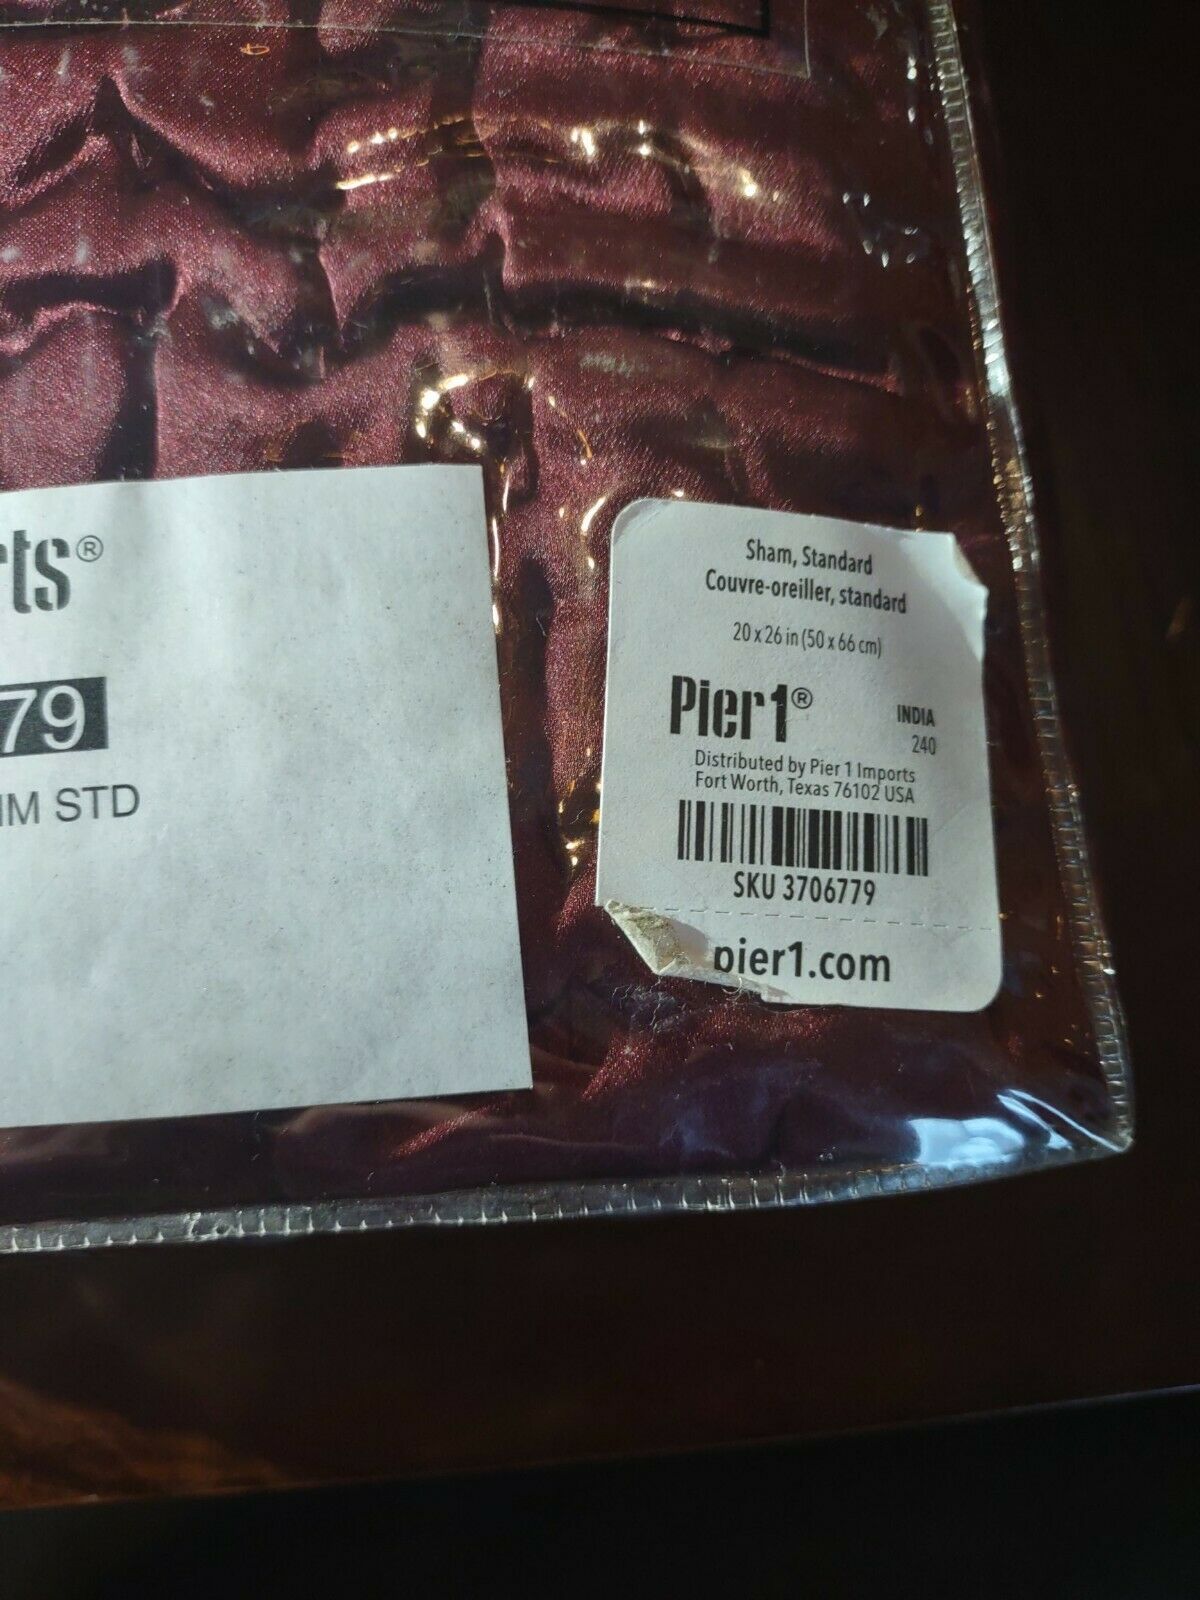 rts®
79
IM STD
Sham, Standard
Couvre-oreiller, standard
20 x 26 in (50 x 66 cm)
Pier1®
INDIA
240
Distributed by Pier 1 Imports
Fort Worth, Texas 76102 USA
SKU 3706779
pier1.com